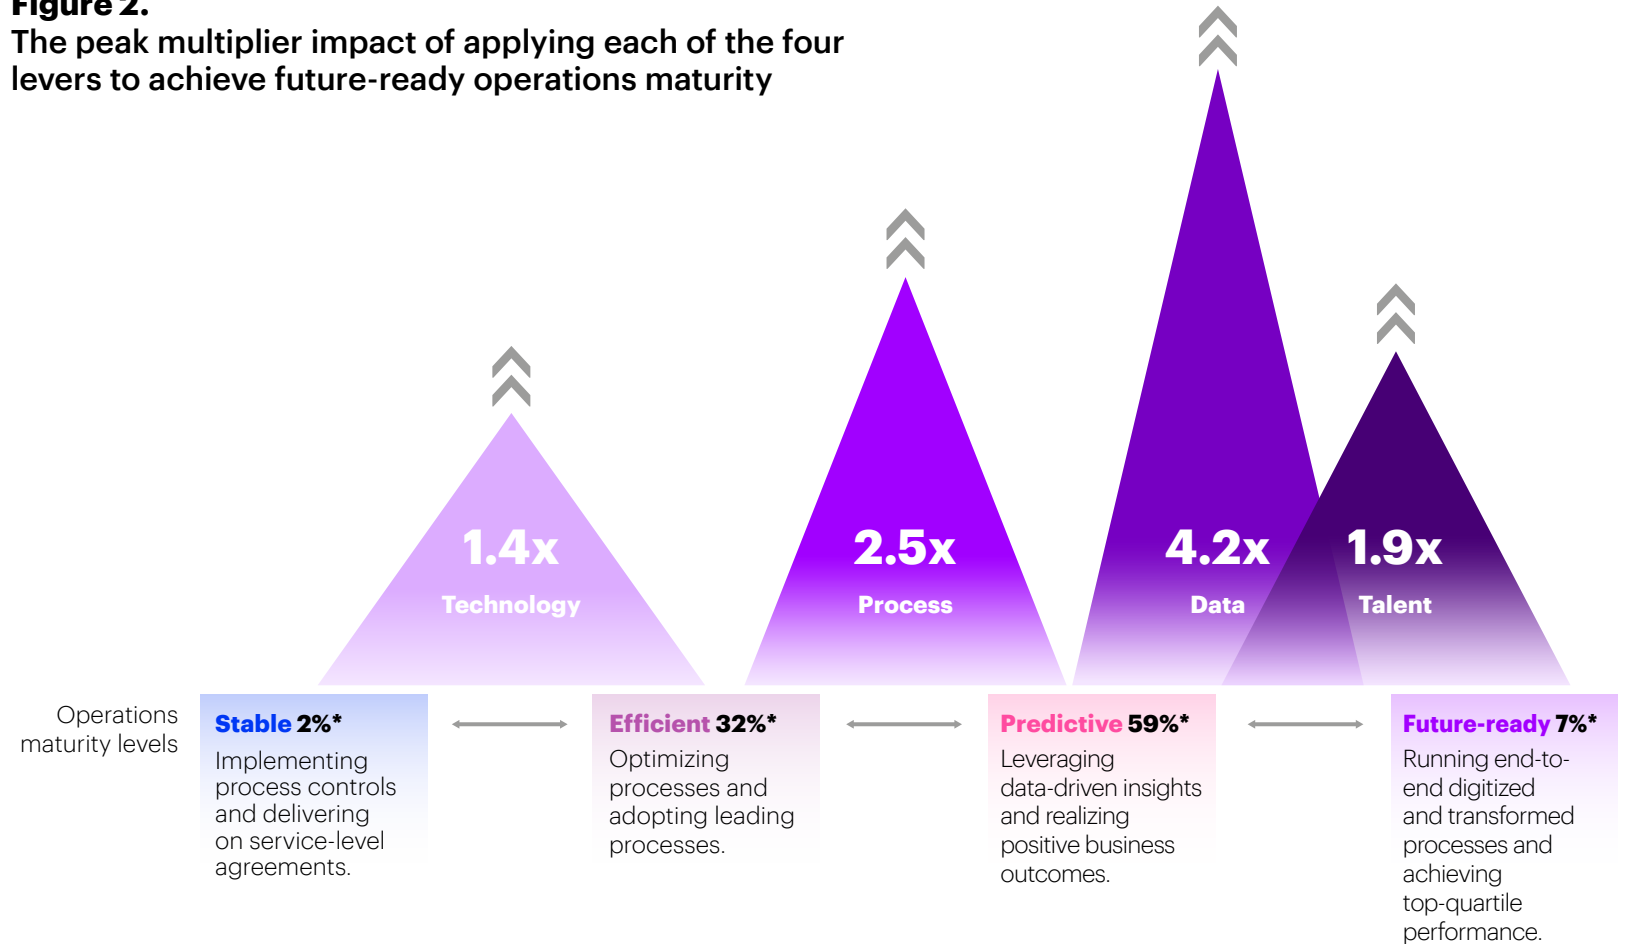 Figure 2.
The peak multiplier impact of applying each of the four
levers to achieve future-ready operations maturity
1.4x
Technology
2.5x
Process
4.2x
Data
1.9x
Talent
Operations
maturity levels
Stable 2%*
Implementing
process controls
and delivering
on service-level
agreements.
Efficient 32%*
Optimizing
processes and
adopting leading
processes.
Predictive 59%*
Leveraging
data-driven insights
and realizing
positive business
outcomes.
Future-ready 7%*
Running end-to-
end digitized
and transformed
processes and
achieving
top-quartile
performance.